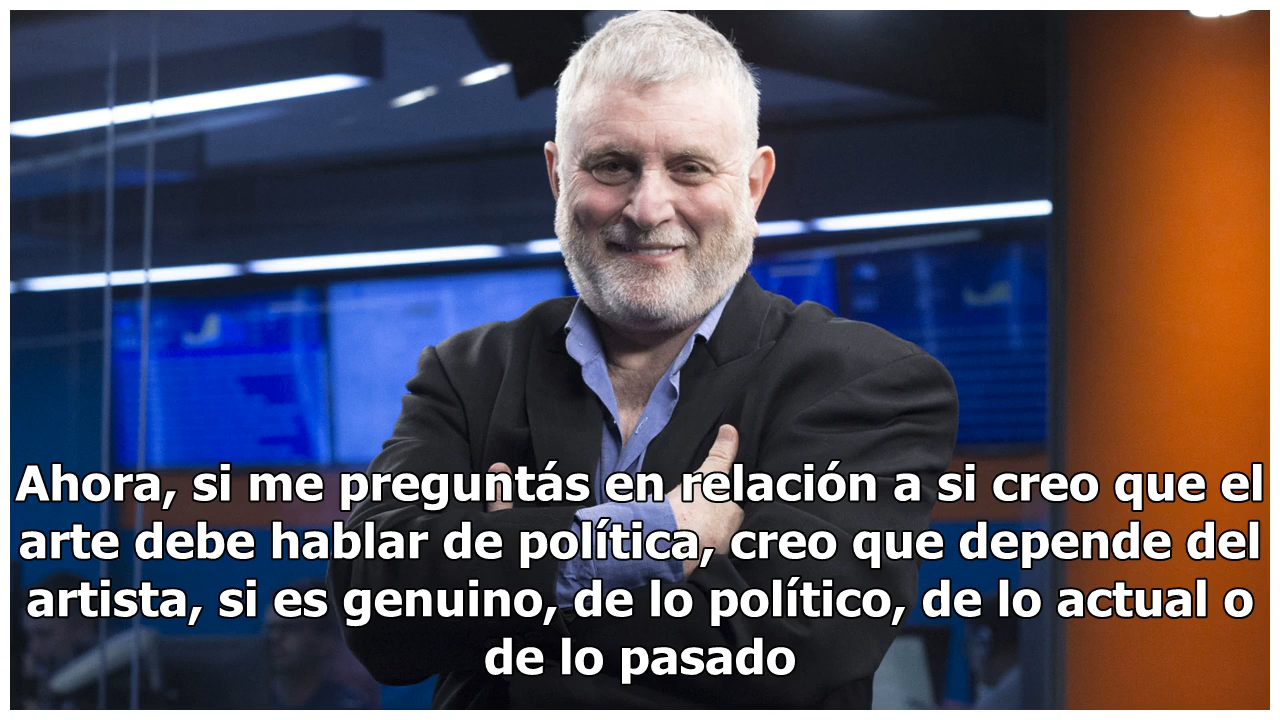 Ahora, si me preguntás en relación a si creo que el
arte debe hablar de política, creo que depende del
artista, si es genuino, de lo político, de lo actual o
de lo pasado